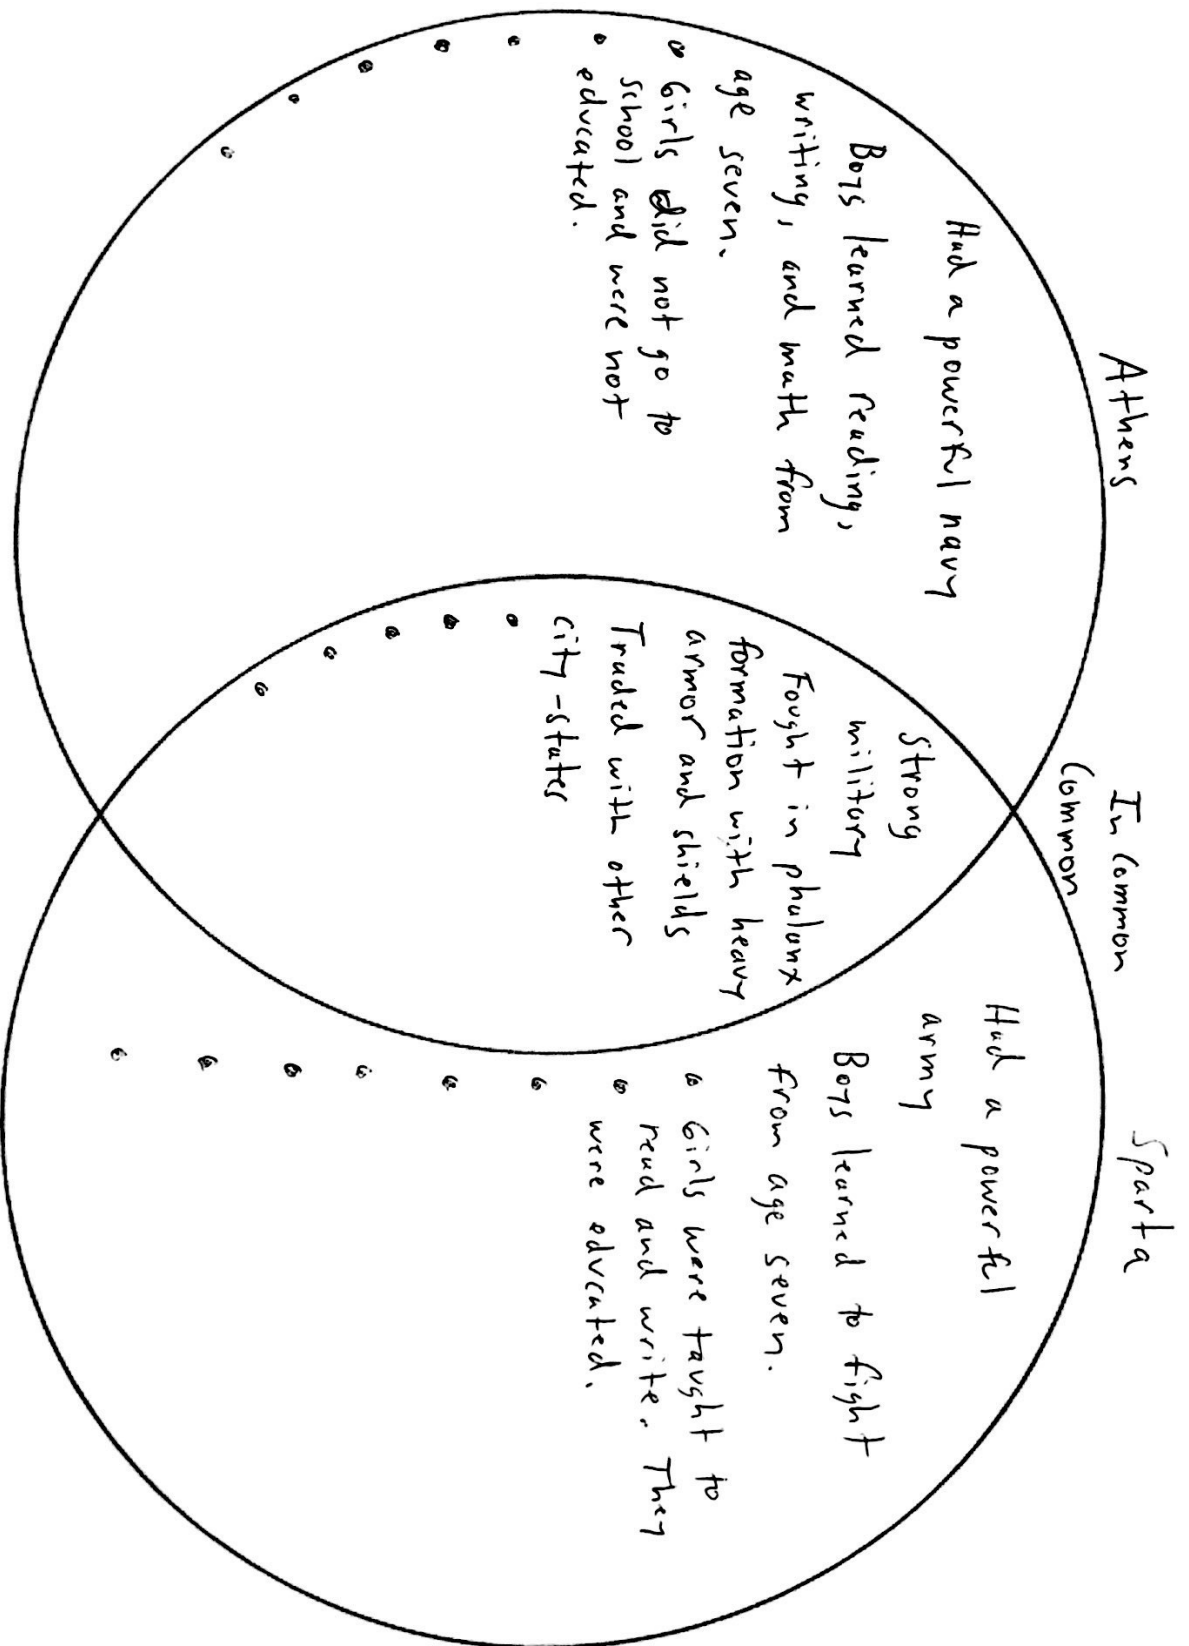 Athens
Had a powerful navy
Boys learned reading,
writing, and math from
age seven.
• Girls did not go to
• school and were not
educated.
In Common
Common
Strong
military
Fought in phalanx
formation with heavy
armor and shields
Traded with other
city-states
Sparta
Had a powerful
army
Boys learned to fight
from age seven.
• Girls were taught to
• read and write. They
were educated.